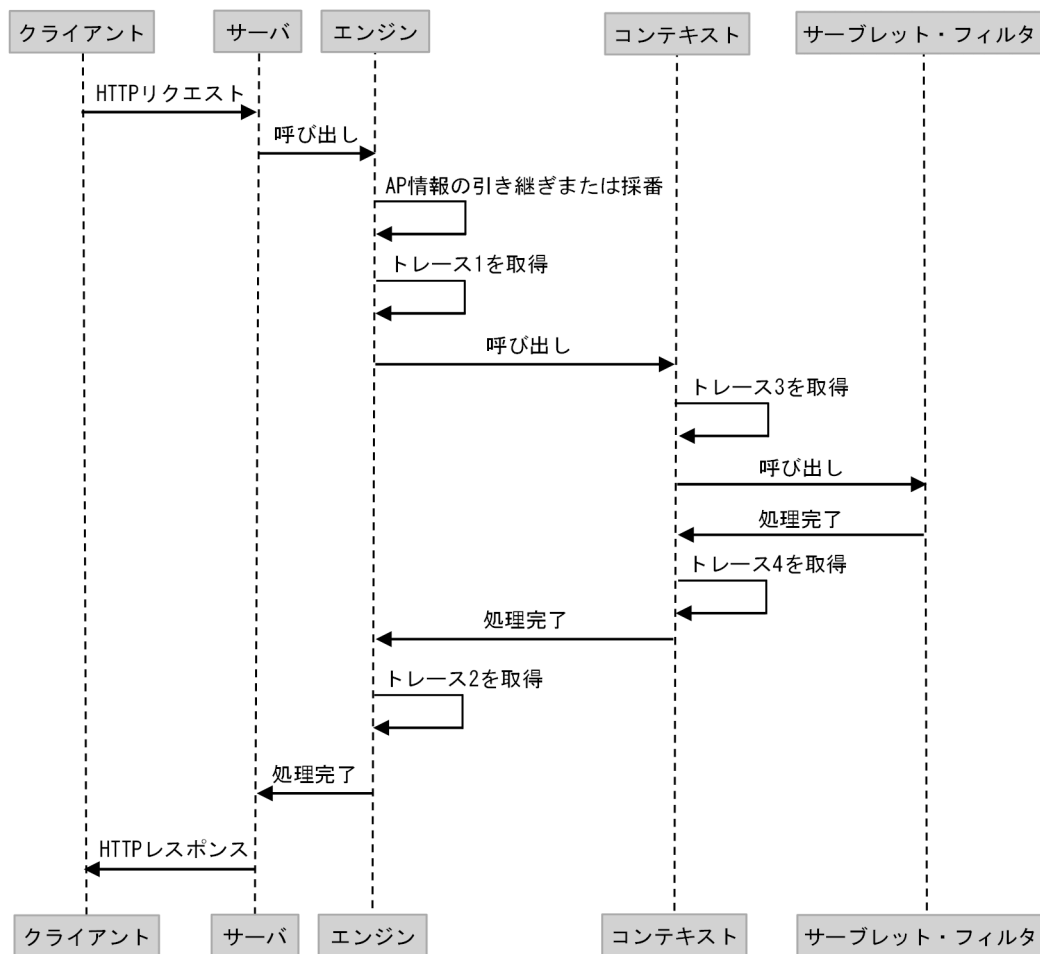 クライアント
サーバ
エンジン
コンテキスト
サーブレット・フィルタ
HTTPリクエスト
呼び出し
AP情報の引き継ぎまたは採番
トレース1を取得
呼び出し
トレース3を取得
呼び出し
処理完了
トレース4を取得
処理完了
トレース2を取得
処理完了
HTTPレスポンス
クライアント
サーバ
エンジン
コンテキスト
サーブレット・フィルタ